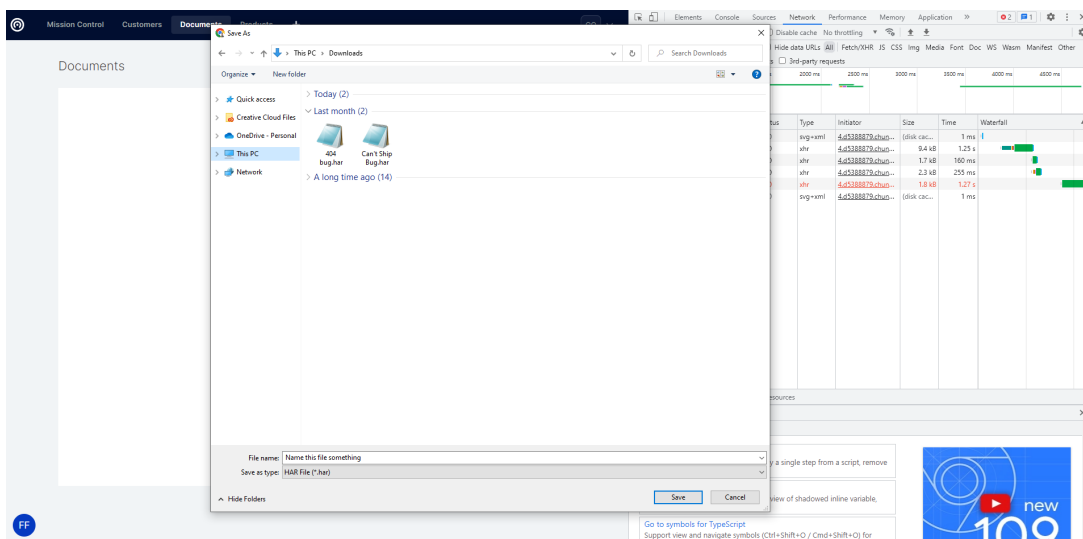 Mission Control Customers Documents Products +
Documents
FF
Save As
This PC › Downloads
Search Downloads
Organize New folder
Quick access
Creative Cloud Files
OneDrive - Personal
This PC
Network
Today (2)
Last month (2)
404 bug.har
Can't Ship Bug.har
A long time ago (14)
File name: Name this file something
Save as type: HAR File (*.har)
Hide Folders
Save Cancel
Elements Console Sources Network Performance Memory Application » 2 1
Disable cache No throttling
Hide data URLs All Fetch/XHR JS CSS Img Media Font Doc WS Wasm Manifest Other
3rd-party requests
2000 ms 2500 ms 3000 ms 3500 ms 4000 ms 4500 ms
tus Type Initiator Size Time Waterfall
svg+xml 4.d5388879.chun... (disk cac... 1 ms
xhr 4.d5388879.chun... 9.4 kB 1.25 s
xhr 4.d5388879.chun... 1.7 kB 160 ms
xhr 4.d5388879.chun... 2.3 kB 255 ms
xhr 4.d5388879.chun... 1.8 kB 1.27 s
svg+xml 4.d5388879.chun... (disk cac... 1 ms
esources
y a single step from a script, remove
view of shadowed inline variable,
Go to symbols for TypeScript
Support view and navigate symbols (Ctrl+Shift+O / Cmd+Shift+O) for
new
108